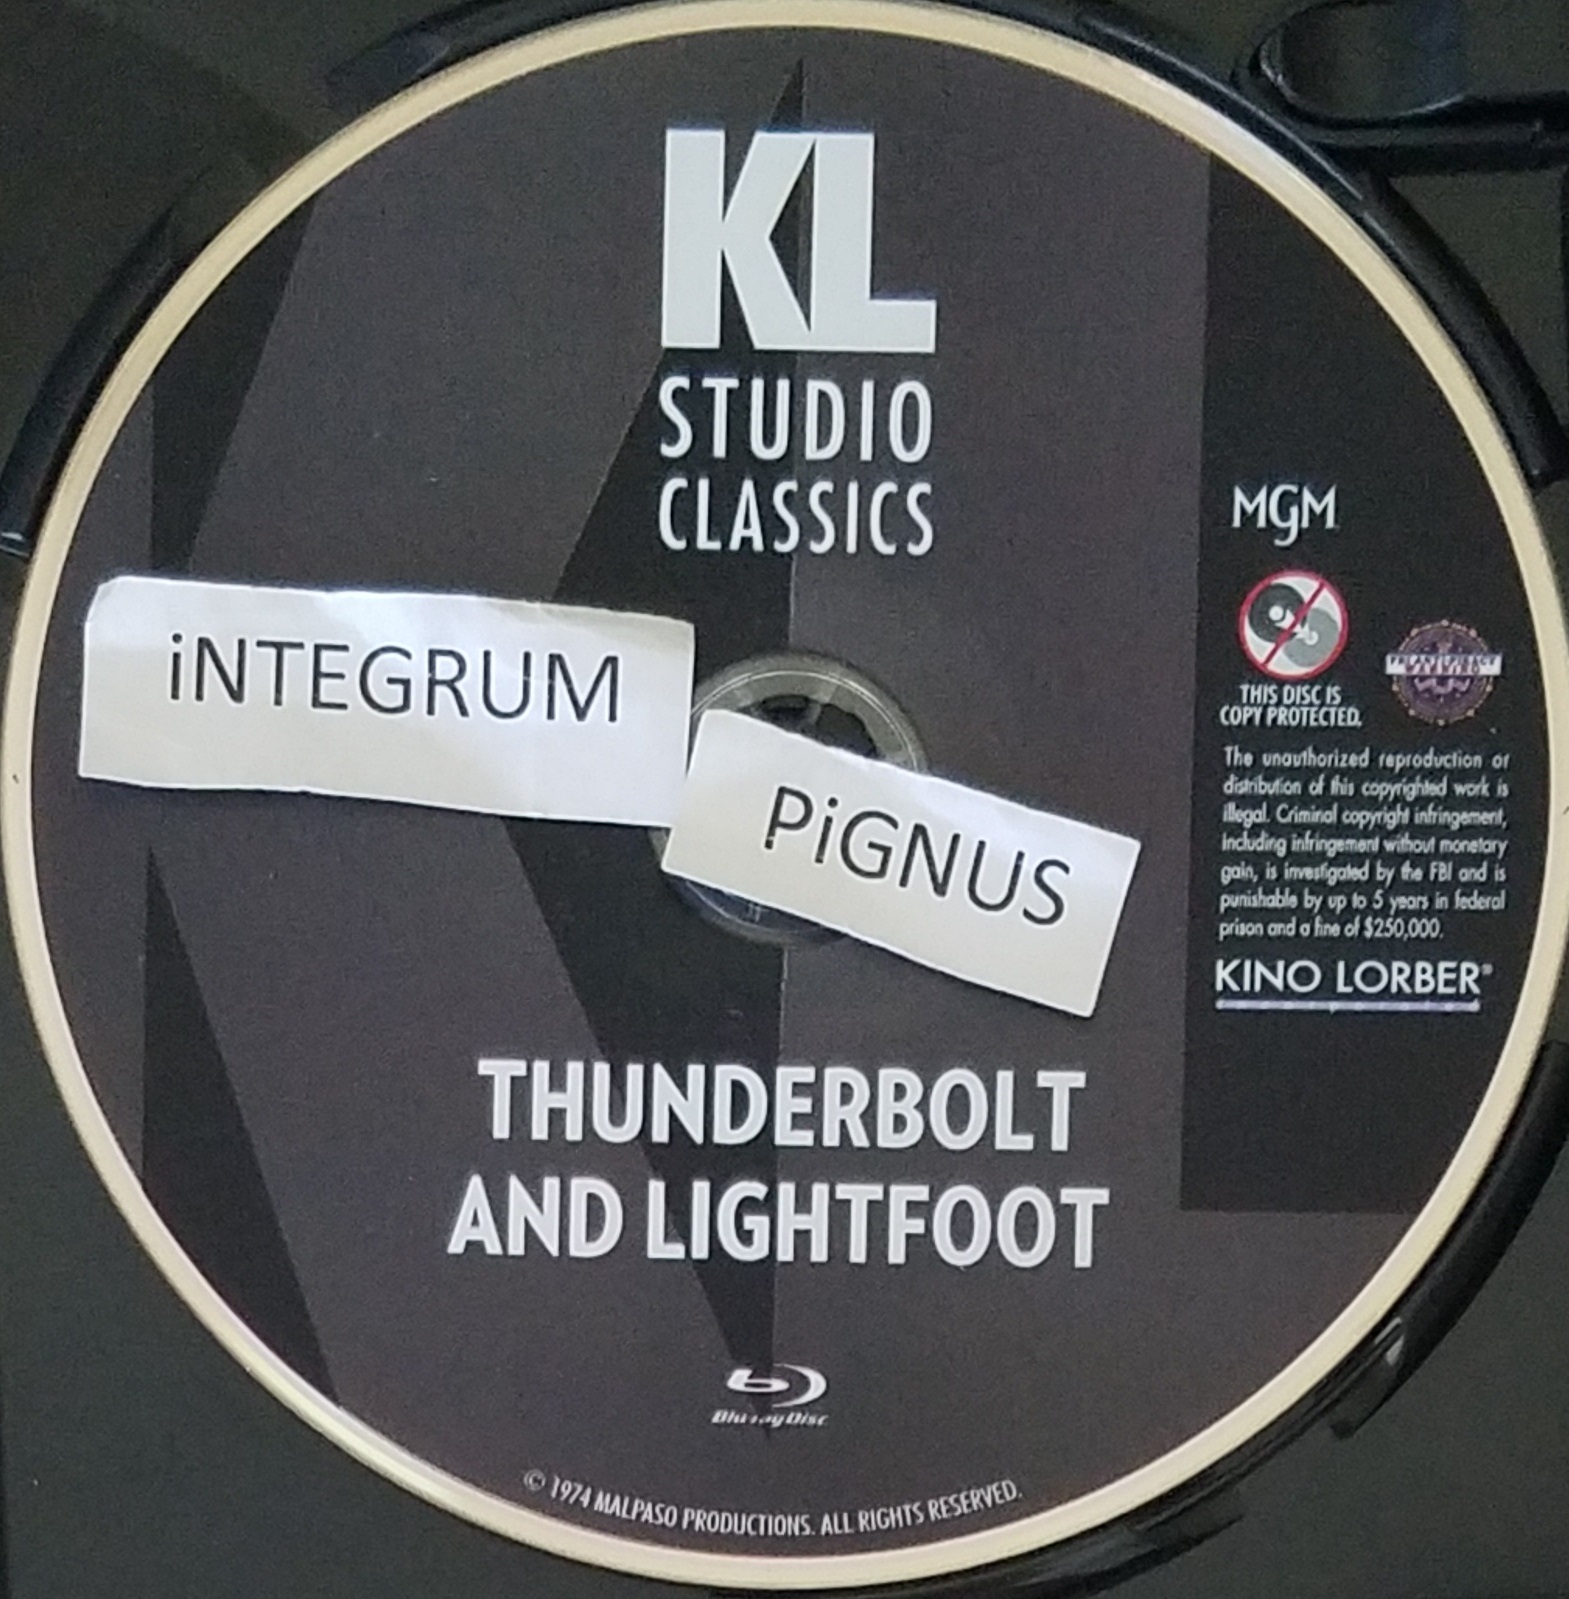 KL
STUDIO
CLASSICS
iNTEGRUM
PiGNUS
THUNDERBOLT
AND LIGHTFOOT
Blu-ray Disc
© 1974 MALPASO PRODUCTIONS. ALL RIGHTS RESERVED.
MGM
THIS DISC IS
COPY PROTECTED.
The unauthorized reproduction or
distribution of this copyrighted work is
illegal. Criminal copyright infringement,
including infringement without monetary
gain, is investigated by the FBI and is
punishable by up to 5 years in federal
prison and a fine of $250,000.
KINO LORBER®